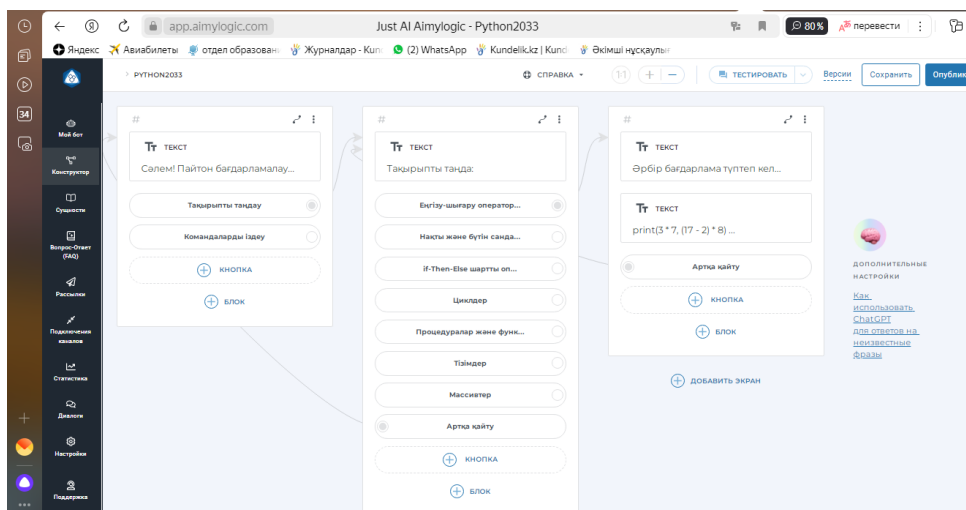 app.aimylogic.com
Just AI Aimylogic - Python2033
80 %
перевести
Яндекс
Авиабилеты
отдел образован
Журналдар - Kun
(2) WhatsApp
Kundelik.kz | Kund
Әкімші нұсқаулы
34
PYTHON2033
СПРАВКА
1:1
ТЕСТИРОВАТЬ
Версии
Сохранить
Опублик
Мой бот
Конструктор
Сущности
Вопрос-Ответ
(FAQ)
Рассылки
Подключения
каналов
Статистика
Диалоги
Настройки
Поддержка
#
ТЕКСТ
Сәлем! Пайтон бағдарламалау...
Тақырыпты таңдау
Командаларды іздеу
КНОПКА
БЛОК
#
ТЕКСТ
Тақырыпты таңда:
Еңгізу-шығару оператор...
Нақты және бүтін санда...
if-Then-Else шартты оп...
Циклдер
Процедуралар және функ...
Тізімдер
Массивтер
Артқа қайту
КНОПКА
БЛОК
#
ТЕКСТ
Әрбір бағдарлама түптеп кел...
ТЕКСТ
print(3 * 7, (17 - 2) * 8) ...
Артқа қайту
КНОПКА
БЛОК
ДОБАВИТЬ ЭКРАН
ДОПОЛНИТЕЛЬНЫЕ
НАСТРОЙКИ
Как
использовать
ChatGPT
для ответов на
неизвестные
фразы